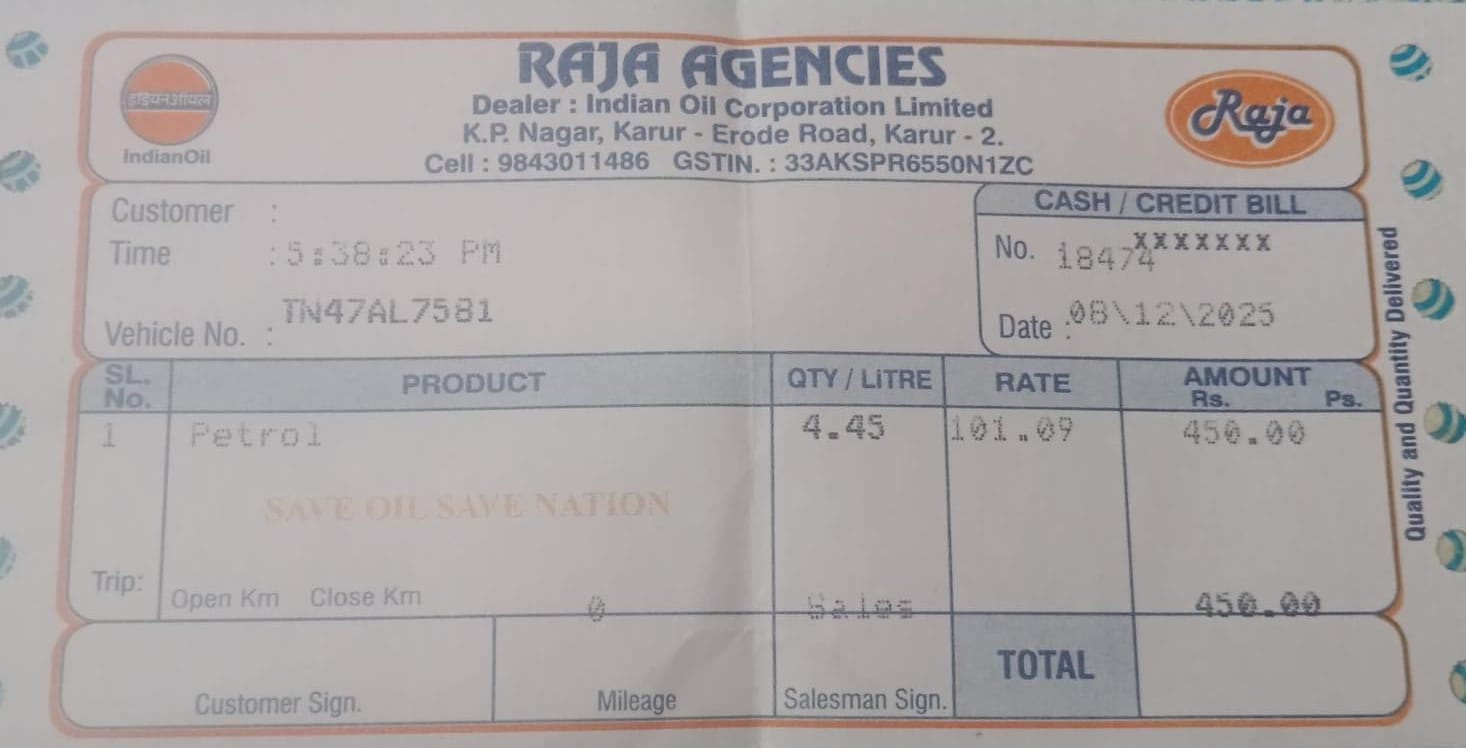 RAJA AGENCIES
Dealer : Indian Oil Corporation Limited
K.P. Nagar, Karur - Erode Road, Karur - 2.
Cell : 9843011486 GSTIN. : 33AKSPR6550N1ZC
इंडियनऑयल
IndianOil
Raja
Customer :
CASH / CREDIT BILL
Time : 5:38:23 PM
No. 18474 XXXXXXX
Vehicle No. : TN47AL7581
Date : 08\12\2025
SL. No. PRODUCT QTY / LiTRE RATE AMOUNT Rs. Ps.
1 Petrol 4.45 101.09 450.00
SAVE OIL SAVE NATION
Trip: Open Km Close Km 0 Sales 450.00
TOTAL
Customer Sign. Mileage Salesman Sign.
Quality and Quantity Delivered